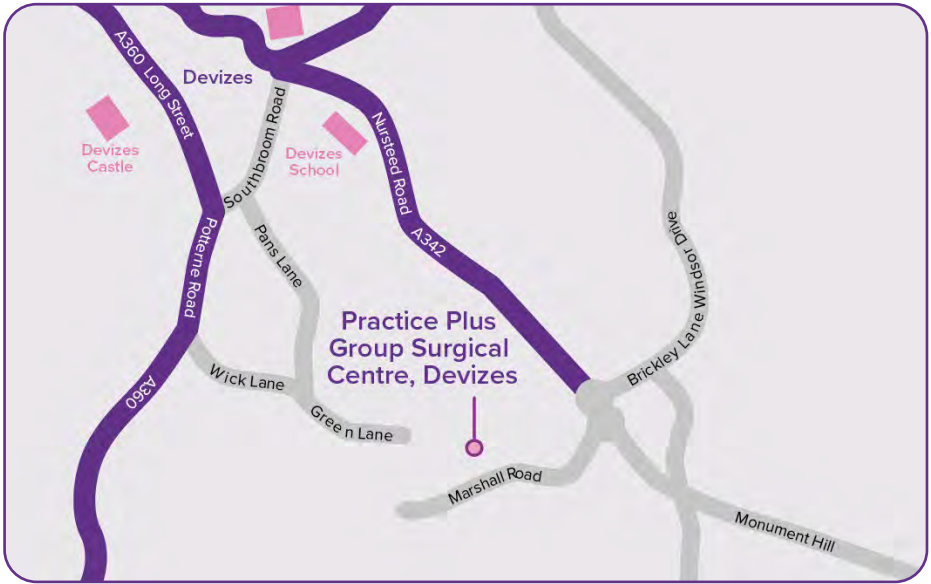 A360 Long Street
Devizes
Devizes
Castle
Southbroom Road
Devizes
School
Nursteed Road
A342
Potterne Road
Pans Lane
Windsor Drive
Brickley Lane
Practice Plus
Group Surgical
Centre, Devizes
A360
Wick Lane
Green Lane
Marshall Road
Monument Hill